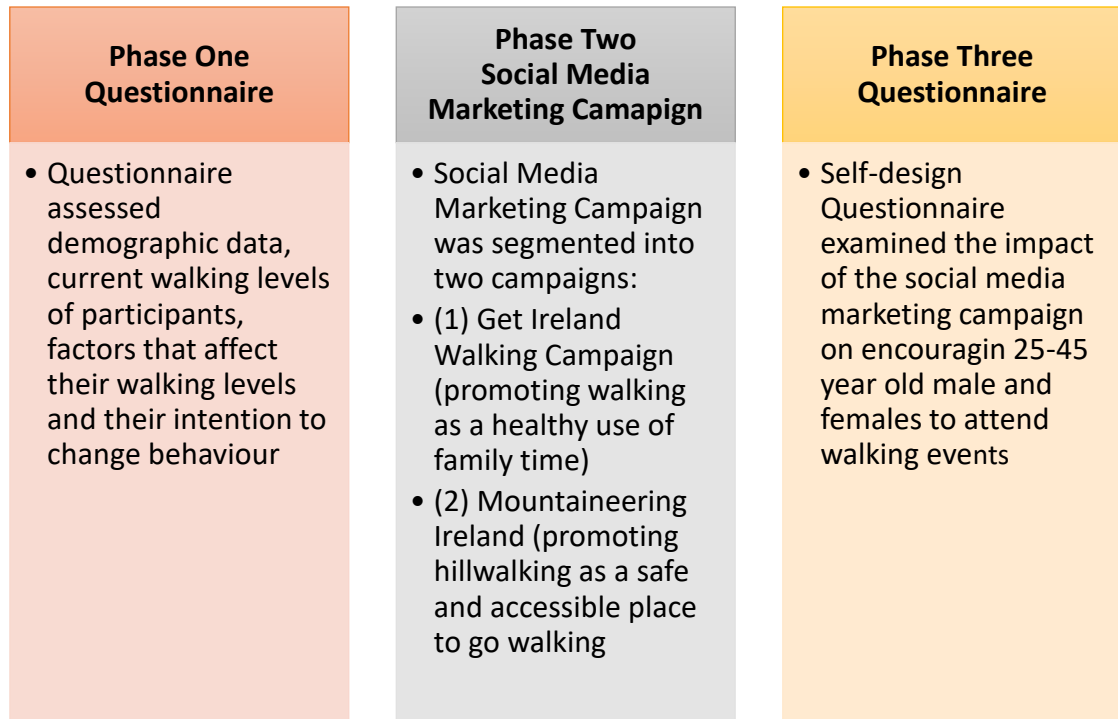 Phase One
Questionnaire
• Questionnaire
assessed
demographic data,
current walking levels
of participants,
factors that affect
their walking levels
and their intention to
change behaviour
Phase Two
Social Media
Marketing Camapign
• Social Media
Marketing Campaign
was segmented into
two campaigns:
• (1) Get Ireland
Walking Campaign
(promoting walking
as a healthy use of
family time)
• (2) Mountaineering
Ireland (promoting
hillwalking as a safe
and accessible place
to go walking
Phase Three
Questionnaire
• Self-design
Questionnaire
examined the impact
of the social media
marketing campaign
on encouragin 25-45
year old male and
females to attend
walking events